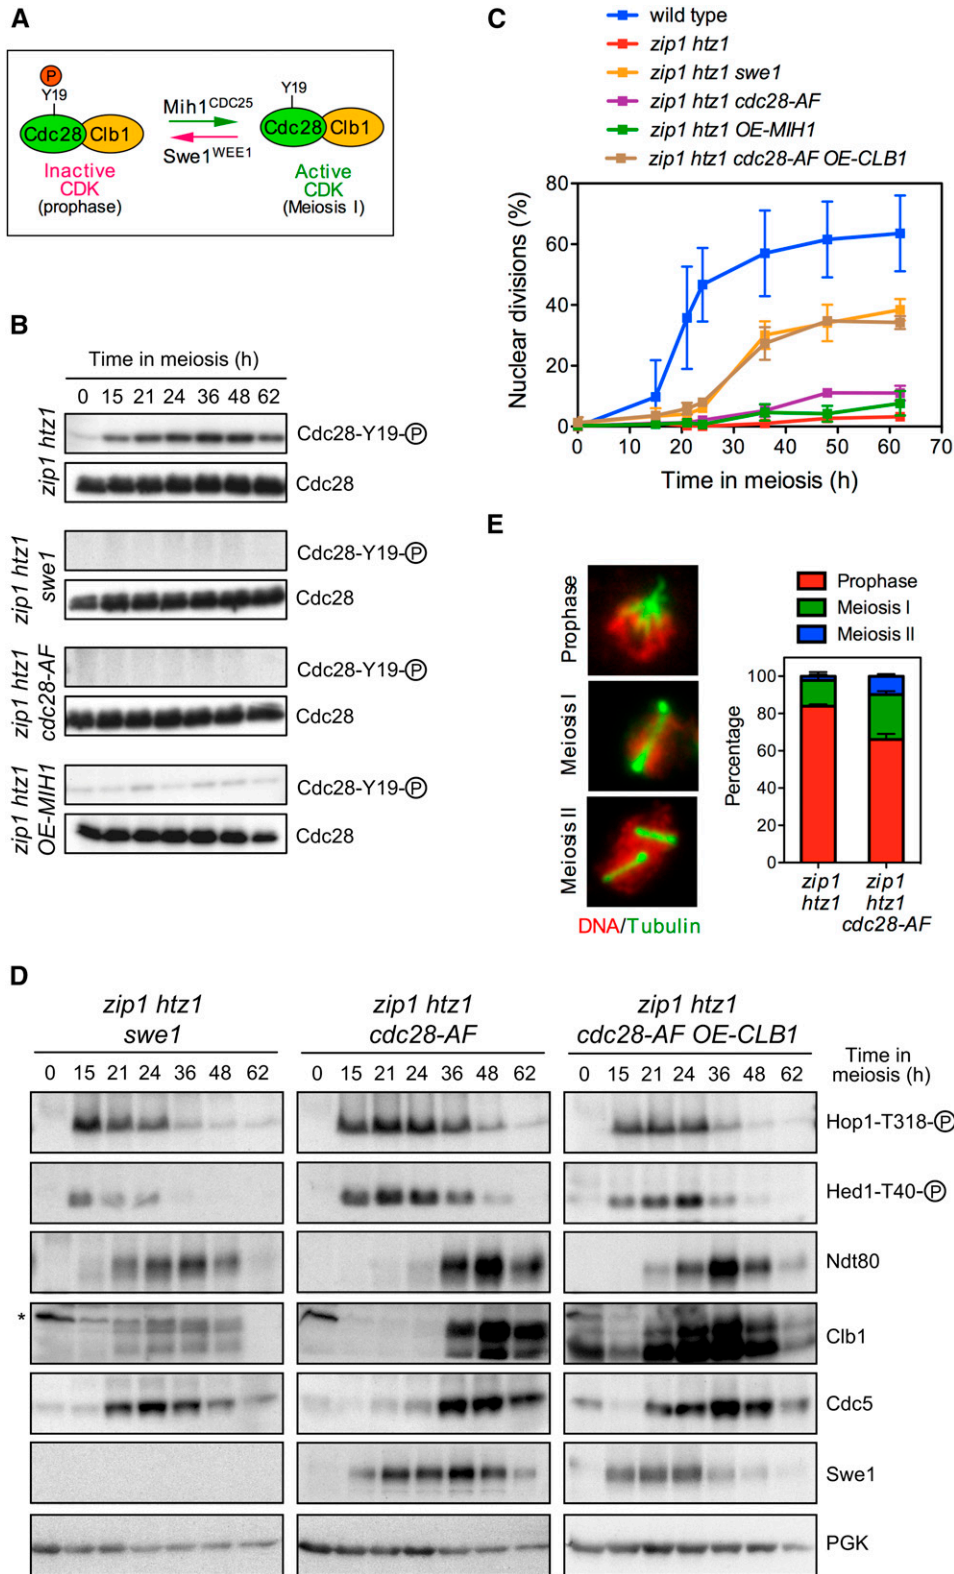 A
P
Y19
Cdc28
Clb1
Inactive
CDK
(prophase)
Mih1CDC25
Swe1WEE1
Y19
Cdc28
Clb1
Active
CDK
(Meiosis I)
B
Time in meiosis (h)
0 15 21 24 36 48 62
zip1 htz1
Cdc28-Y19-Ⓟ
Cdc28
zip1 htz1
swe1
Cdc28-Y19-Ⓟ
Cdc28
zip1 htz1
cdc28-AF
Cdc28-Y19-Ⓟ
Cdc28
zip1 htz1
OE-MIH1
Cdc28-Y19-Ⓟ
Cdc28
C
wild type
zip1 htz1
zip1 htz1 swe1
zip1 htz1 cdc28-AF
zip1 htz1 OE-MIH1
zip1 htz1 cdc28-AF OE-CLB1
Nuclear divisions (%)
80
60
40
20
0
0 10 20 30 40 50 60 70
Time in meiosis (h)
E
Prophase
Meiosis I
Meiosis II
DNA/Tubulin
Prophase
Meiosis I
Meiosis II
Percentage
100
80
60
40
20
0
zip1
htz1
zip1
htz1
cdc28-AF
D
zip1 htz1
swe1
zip1 htz1
cdc28-AF
zip1 htz1
cdc28-AF OE-CLB1
0 15 21 24 36 48 62
0 15 21 24 36 48 62
0 15 21 24 36 48 62
Time in
meiosis (h)
Hop1-T318-Ⓟ
Hed1-T40-Ⓟ
Ndt80
*
Clb1
Cdc5
Swe1
PGK